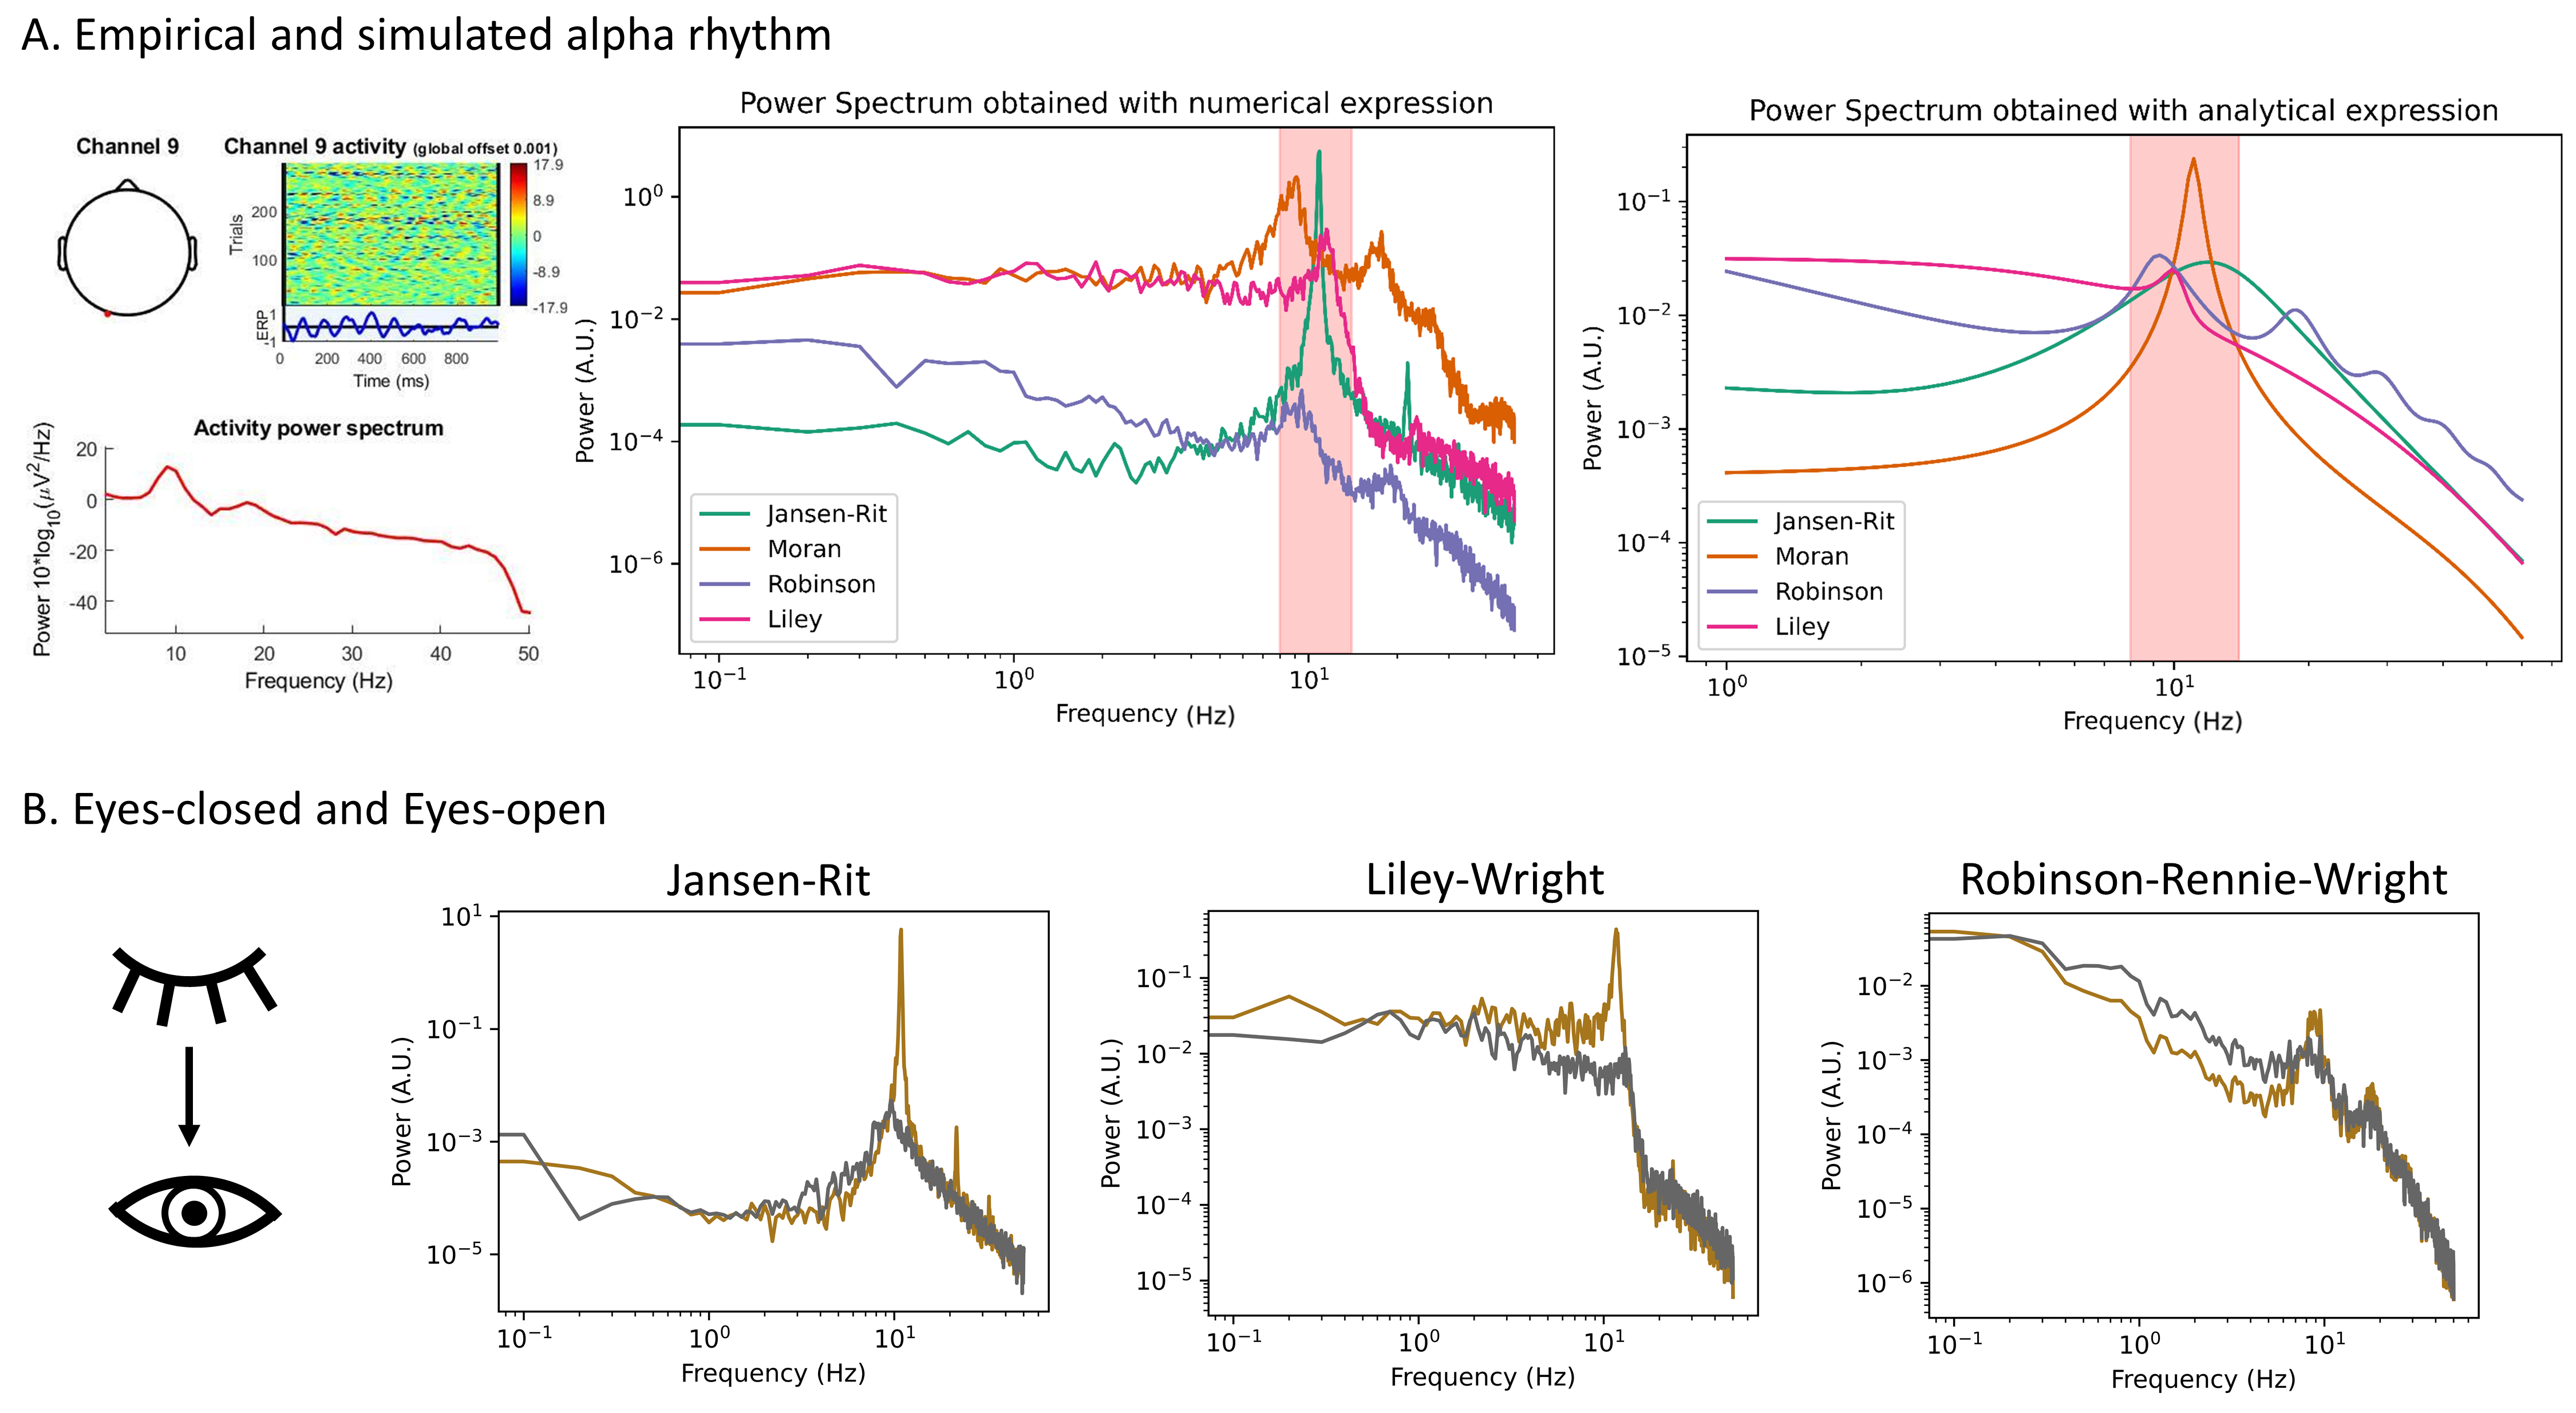 A. Empirical and simulated alpha rhythm
Channel 9
Channel 9 activity (global offset 0.001)
Trials
200
100
17.9
8.9
0
-8.9
-17.9
ERP
1
-1
0 200 400 600 800
Time (ms)
Activity power spectrum
Power 10*log10(μV2/Hz)
20
0
-20
-40
10 20 30 40 50
Frequency (Hz)
Power Spectrum obtained with numerical expression
Power (A.U.)
10⁰
10⁻²
10⁻⁴
10⁻⁶
Jansen-Rit
Moran
Robinson
Liley
10⁻¹ 10⁰ 10¹
Frequency (Hz)
Power Spectrum obtained with analytical expression
Power (A.U.)
10⁻¹
10⁻²
10⁻³
10⁻⁴
10⁻⁵
Jansen-Rit
Moran
Robinson
Liley
10⁰ 10¹
Frequency (Hz)
B. Eyes-closed and Eyes-open
Jansen-Rit
Power (A.U.)
10¹
10⁻¹
10⁻³
10⁻⁵
10⁻¹ 10⁰ 10¹
Frequency (Hz)
Liley-Wright
Power (A.U.)
10⁻¹
10⁻²
10⁻³
10⁻⁴
10⁻⁵
10⁻¹ 10⁰ 10¹
Frequency (Hz)
Robinson-Rennie-Wright
Power (A.U.)
10⁻²
10⁻³
10⁻⁴
10⁻⁵
10⁻⁶
10⁻¹ 10⁰ 10¹
Frequency (Hz)